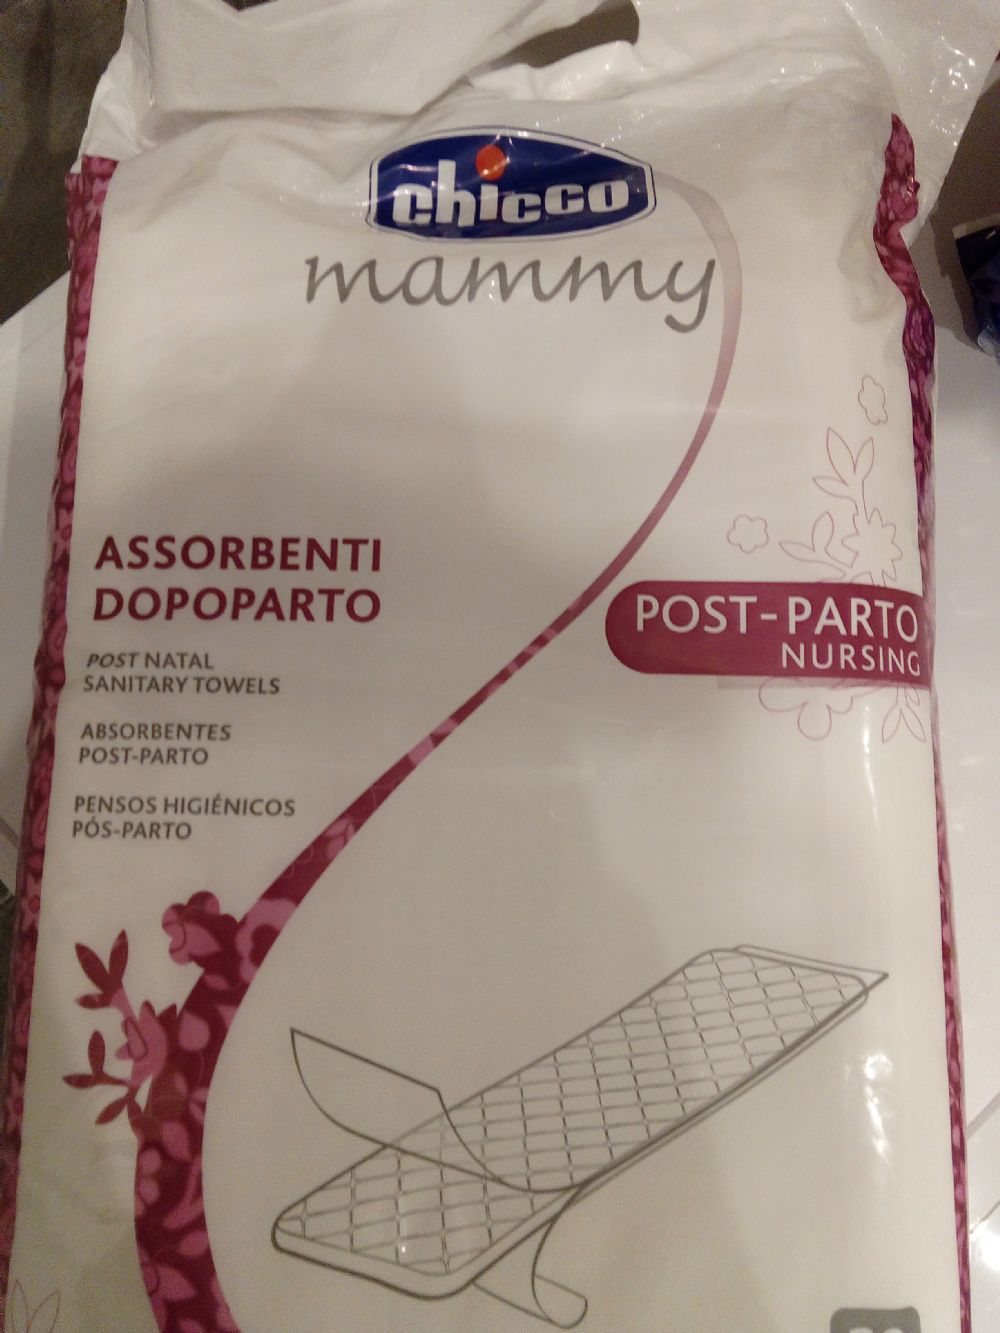 chicco
mammy
ASSORBENTI
DOPOPARTO
POST NATAL
SANITARY TOWELS
ABSORBENTES
POST-PARTO
PENSOS HIGIÉNICOS
PÓS-PARTO
POST-PARTO
NURSING